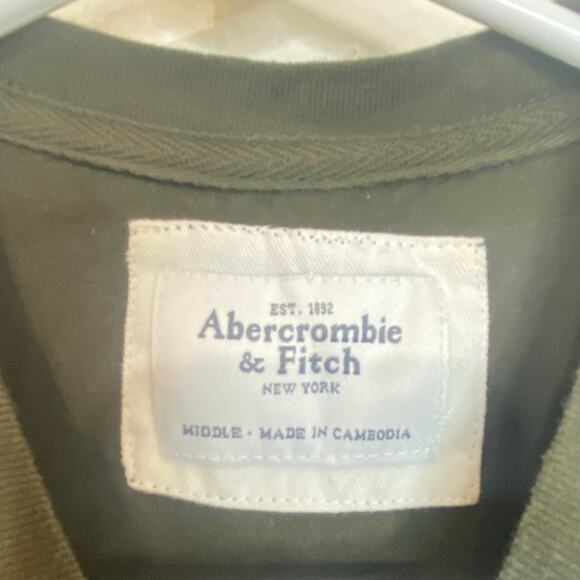 EST. 1892
Abercrombie
& Fitch
NEW YORK
MIDDLE - MADE IN CAMBODIA